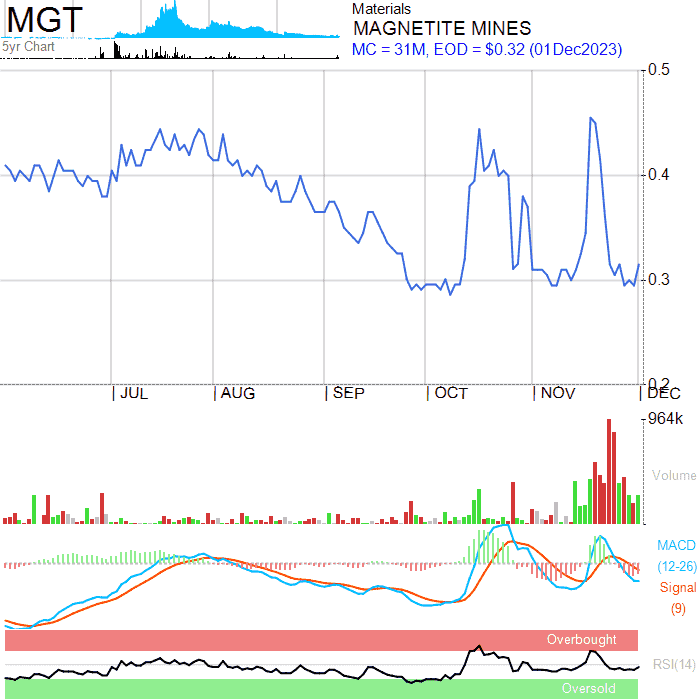 MGT
5yr Chart
Materials
MAGNETITE MINES
MC = 31M, EOD = $0.32 (01Dec2023)
0.5
0.4
0.3
0.2
JUL AUG SEP OCT NOV DEC
964k
Volume
MACD
(12-26)
Signal
(9)
Overbought
RSI(14)
Oversold